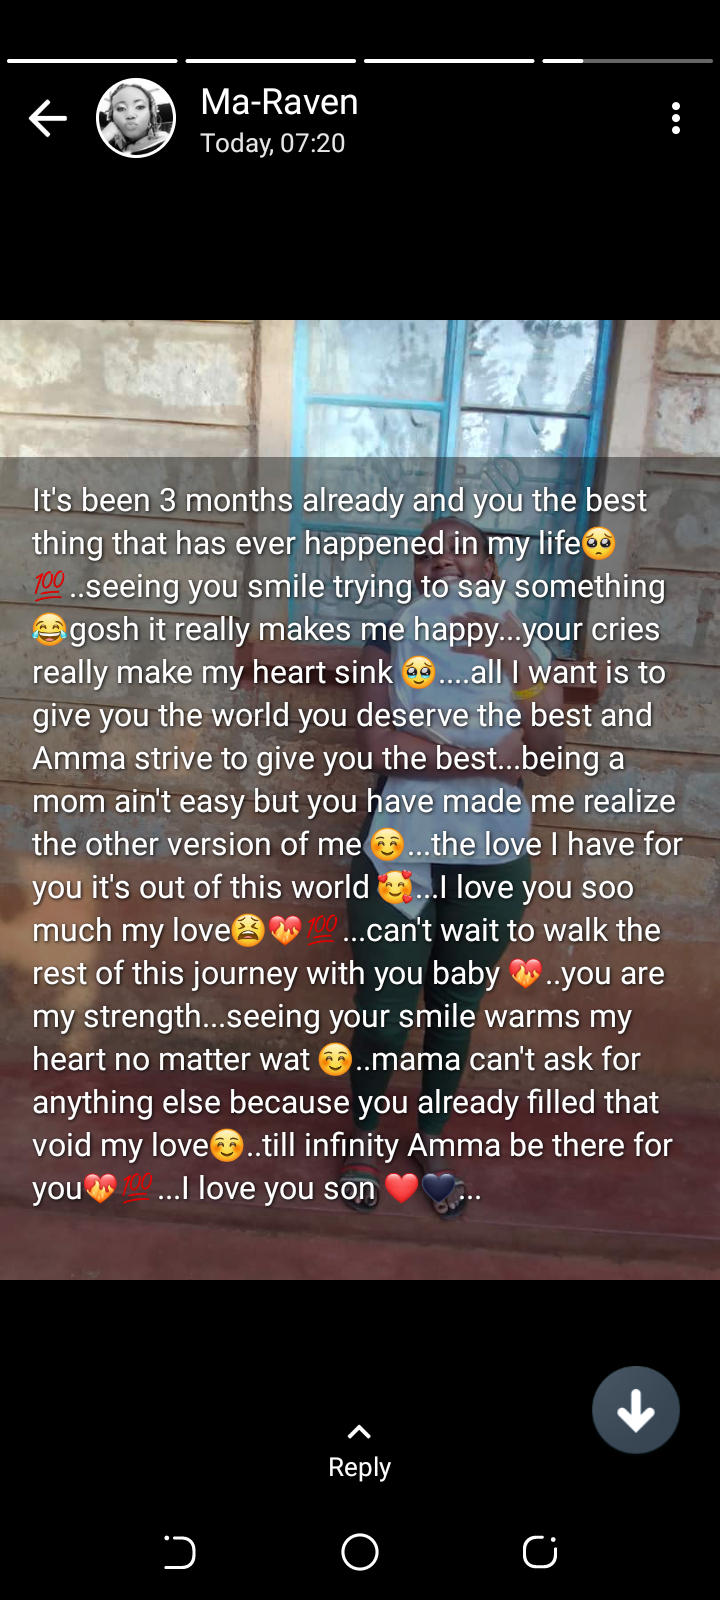 Ma-Raven
Today, 07:20
It's been 3 months already and you the best
thing that has ever happened in my life🥺
💯..seeing you smile trying to say something
😂gosh it really makes me happy...your cries
really make my heart sink 🥹....all I want is to
give you the world you deserve the best and
Amma strive to give you the best...being a
mom ain't easy but you have made me realize
the other version of me☺️...the love I have for
you it's out of this world 🥰...I love you soo
much my love😫❤️‍🔥💯...can't wait to walk the
rest of this journey with you baby ❤️‍🔥..you are
my strength...seeing your smile warms my
heart no matter wat ☺️..mama can't ask for
anything else because you already filled that
void my love☺️..till infinity Amma be there for
you❤️‍🔥💯...I love you son ❤️💙...
Reply